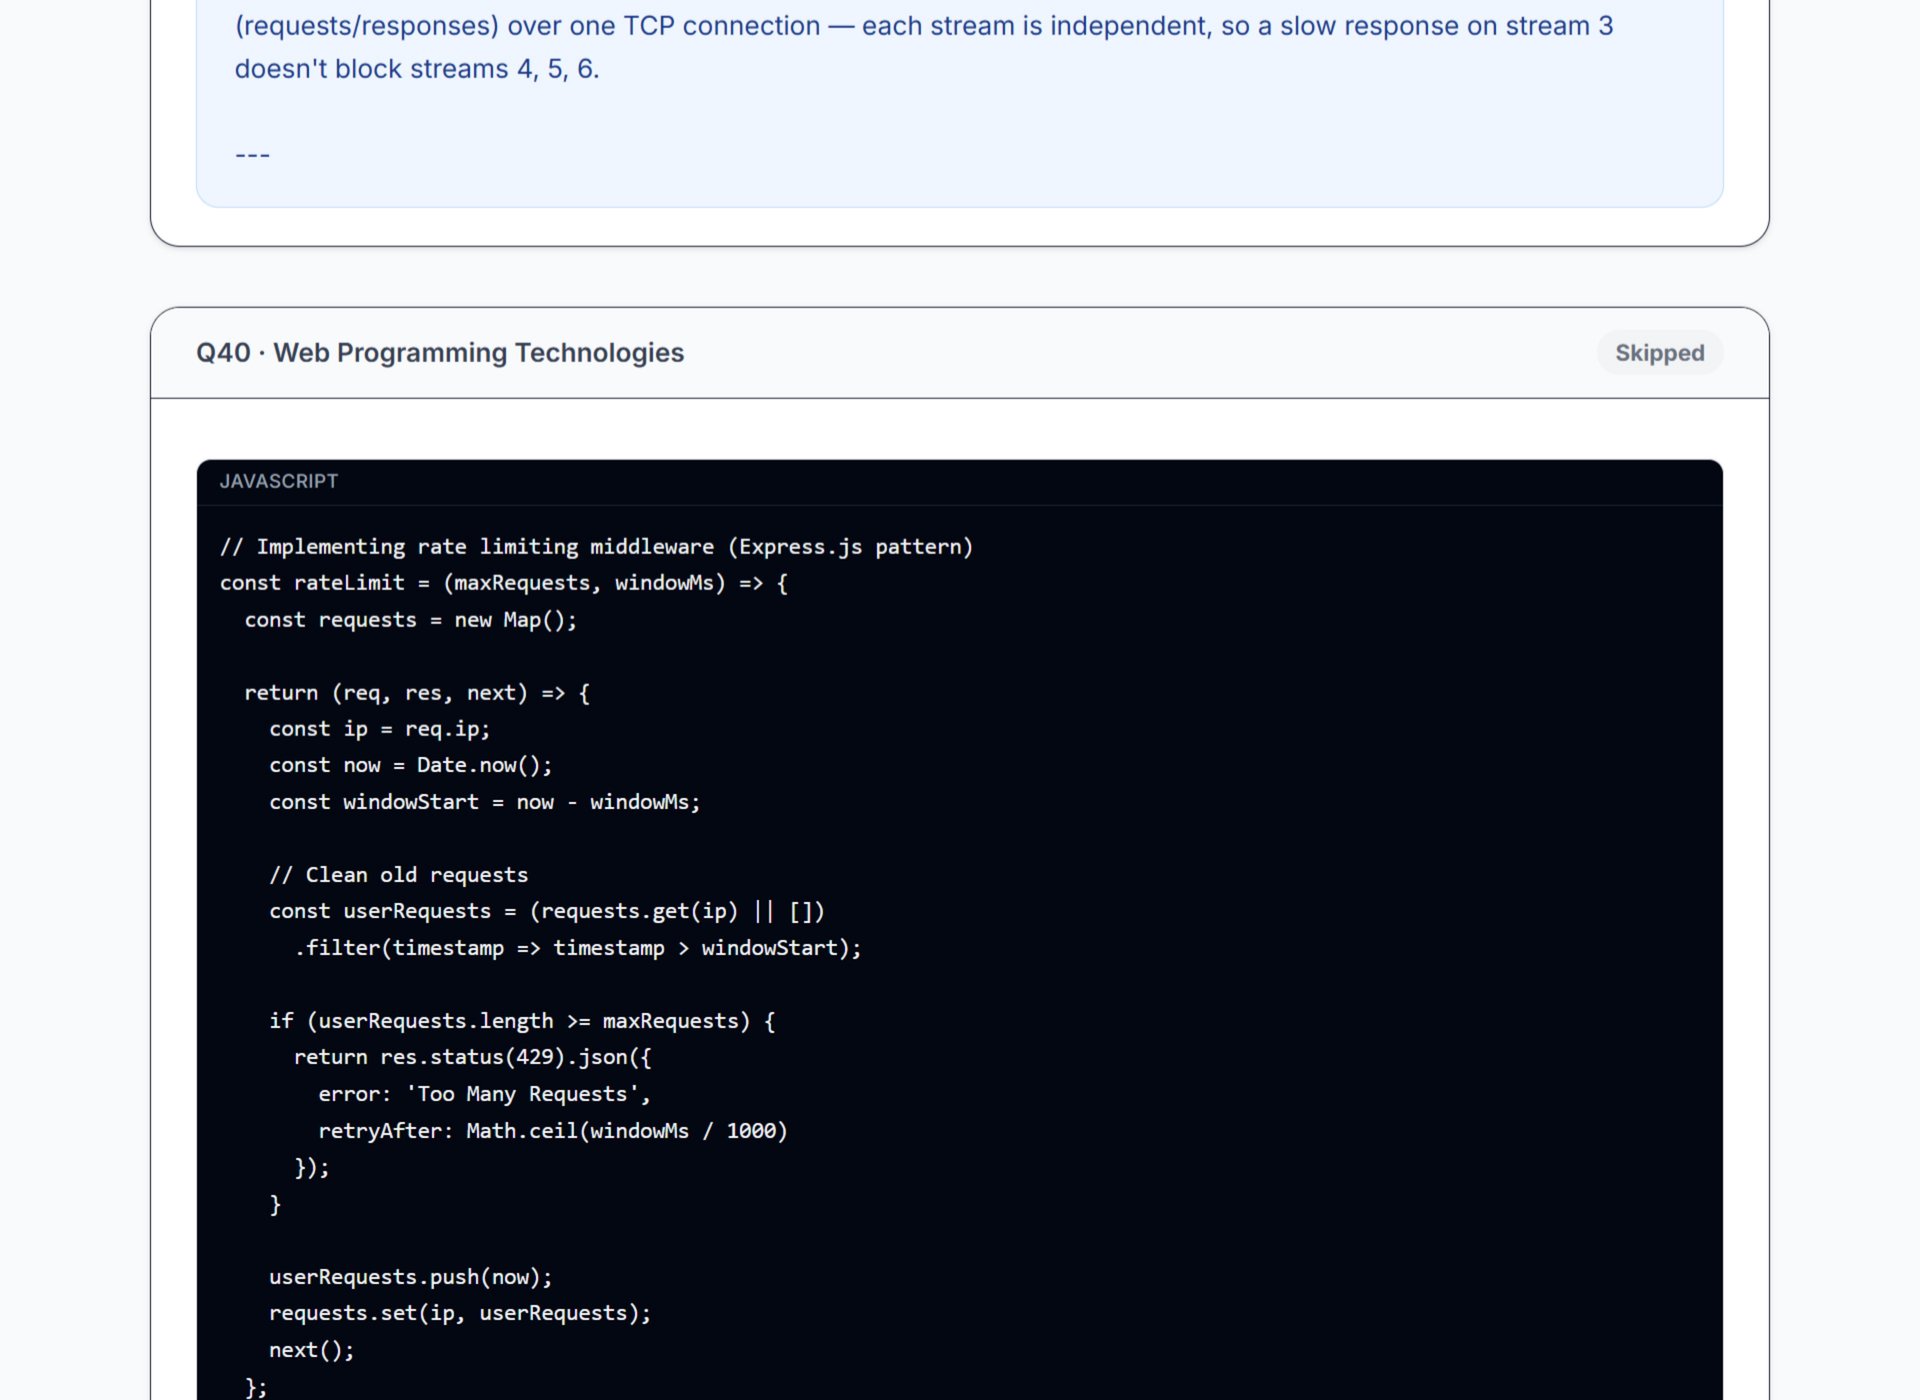 (requests/responses) over one TCP connection — each stream is independent, so a slow response on stream 3
doesn't block streams 4, 5, 6.
---
Q40 · Web Programming Technologies
Skipped
JAVASCRIPT
// Implementing rate limiting middleware (Express.js pattern)
const rateLimit = (maxRequests, windowMs) => {
  const requests = new Map();
  return (req, res, next) => {
    const ip = req.ip;
    const now = Date.now();
    const windowStart = now - windowMs;
    // Clean old requests
    const userRequests = (requests.get(ip) || [])
      .filter(timestamp => timestamp > windowStart);
    if (userRequests.length >= maxRequests) {
      return res.status(429).json({
        error: 'Too Many Requests',
        retryAfter: Math.ceil(windowMs / 1000)
      });
    }
    userRequests.push(now);
    requests.set(ip, userRequests);
    next();
  };